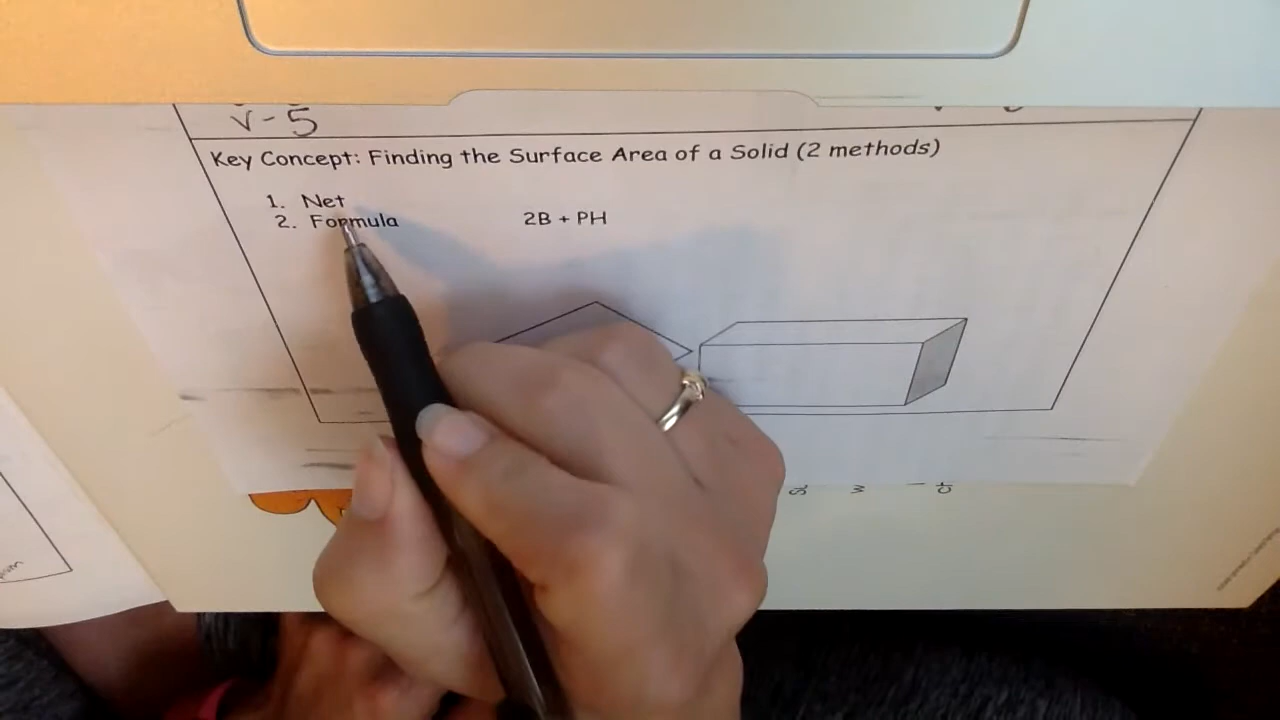 v - 5
Key Concept: Finding the Surface Area of a Solid (2 methods)
1. Net
2. Formula 2B + PH